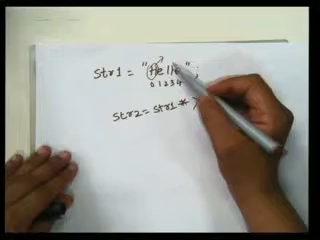 Str1 = "Hello" ;
0 1 2 3 4
Str2 = Str1 *